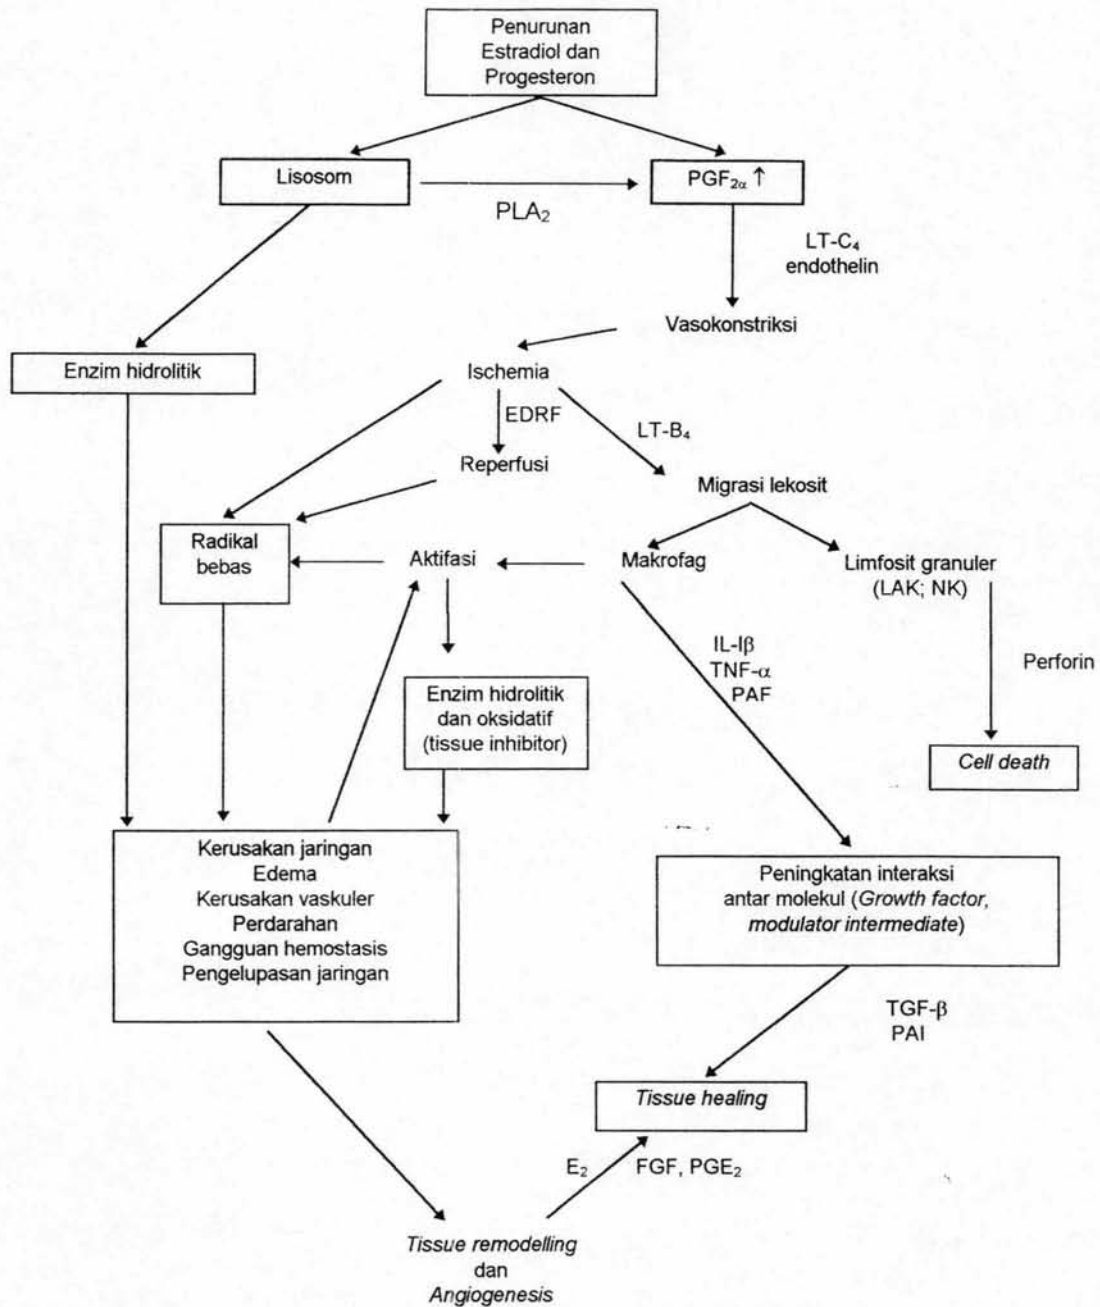 Penurunan
Estradiol dan
Progesteron
Lisosom
PGF₂α ↑
PLA₂
LT-C₄
endothelin
Vasokonstriksi
Enzim hidrolitik
Ischemia
EDRF
LT-B₄
Reperfusi
Migrasi lekosit
Radikal
bebas
Aktifasi
Makrofag
Limfosit granuler
(LAK; NK)
IL-Iβ
TNF-α
PAF
Perforin
Enzim hidrolitik
dan oksidatif
(tissue inhibitor)
Cell death
Kerusakan jaringan
Edema
Kerusakan vaskuler
Perdarahan
Gangguan hemostasis
Pengelupasan jaringan
Peningkatan interaksi
antar molekul (Growth factor,
modulator intermediate)
TGF-β
PAI
Tissue healing
E₂
FGF, PGE₂
Tissue remodelling
dan
Angiogenesis